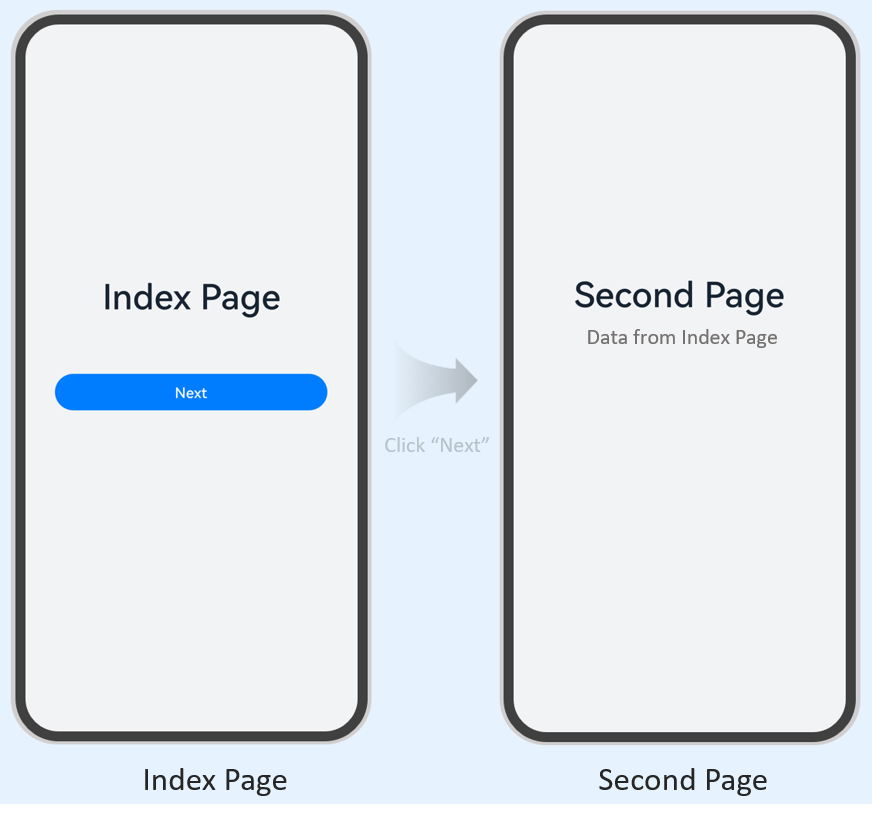 Index Page
Next
Click “Next”
Second Page
Data from Index Page
Index Page
Second Page